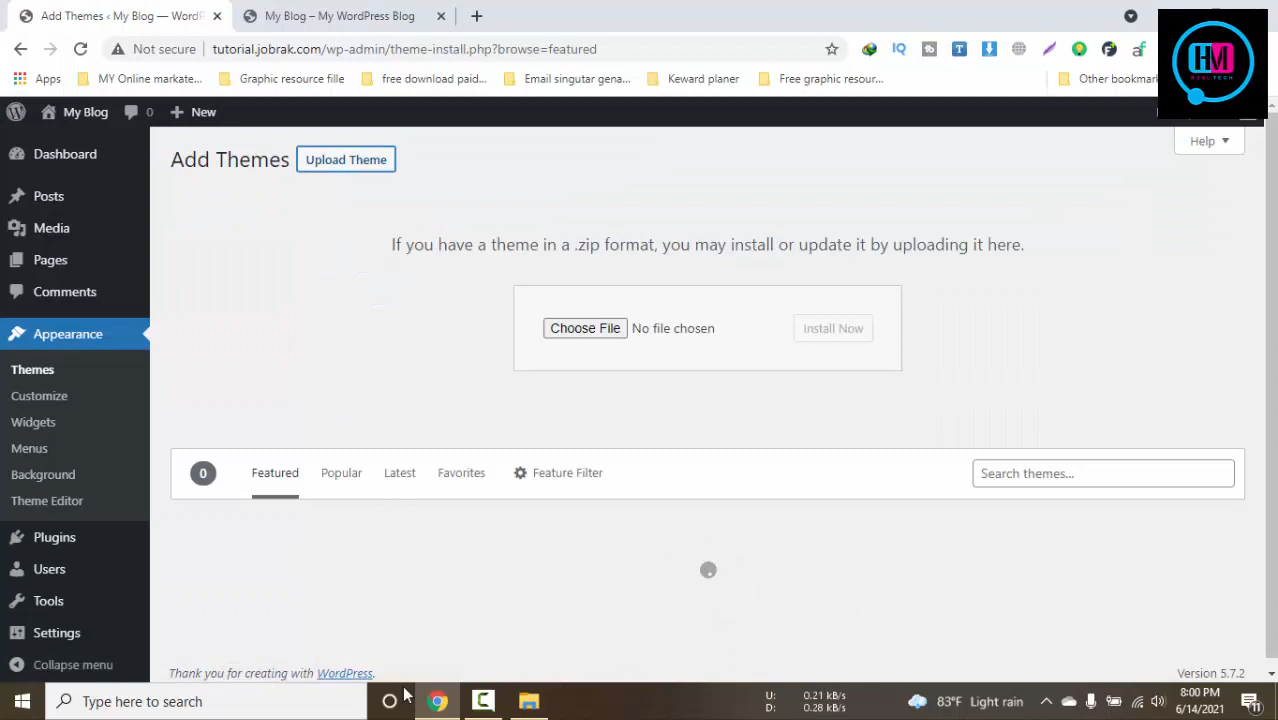 Add Themes ‹ My Blog — WordF
My Blog – My WordPress Blog
Not secure
tutorial.jobrak.com/wp-admin/theme-install.php?browse=featured
Apps
MY Online markate...
Graphic resource file
free download paid...
Email singutar gena...
Keward planer
Free graphic resour...
Other bookmark
HM
My Blog
0
New
Help
Dashboard
Posts
Media
Pages
Comments
Appearance
Themes
Customize
Widgets
Menus
Background
Theme Editor
Plugins
Users
Tools
Settings
Collapse menu
Add Themes
Upload Theme
If you have a theme in a .zip format, you may install or update it by uploading it here.
Choose File No file chosen
Install Now
0
Featured
Popular
Latest
Favorites
Feature Filter
Search themes...
Thank you for creating with WordPress.
Version 5.7.2
Type here to search
U: 0.21 kB/s
D: 0.28 kB/s
83°F Light rain
8:00 PM
6/14/2021
11